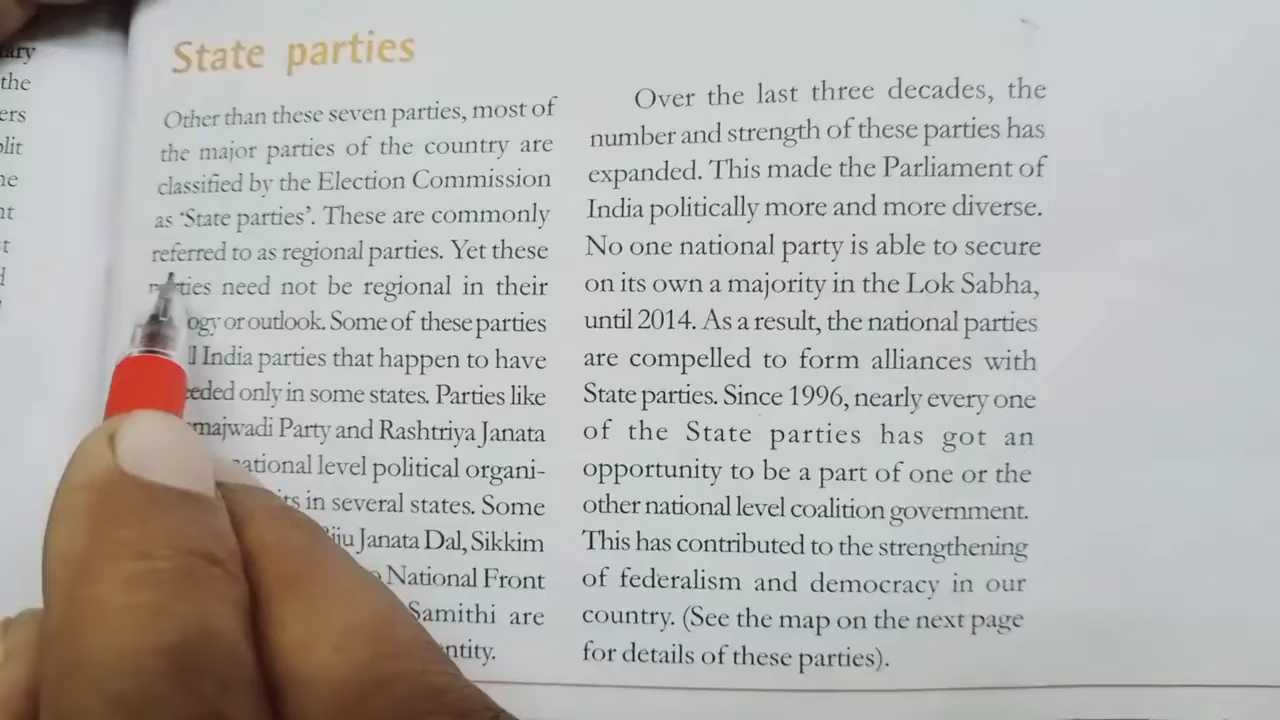 State parties
Other than these seven parties, most of
the major parties of the country are
classified by the Election Commission
as ‘State parties’. These are commonly
referred to as regional parties. Yet these
need not be regional in their
or outlook. Some of these parties
India parties that happen to have
only in some states. Parties like
Party and Rashtriya Janata
level political organi-
in several states. Some
Janata Dal, Sikkim
National Front
Samithi are
Over the last three decades, the
number and strength of these parties has
expanded. This made the Parliament of
India politically more and more diverse.
No one national party is able to secure
on its own a majority in the Lok Sabha,
until 2014. As a result, the national parties
are compelled to form alliances with
State parties. Since 1996, nearly every one
of the State parties has got an
opportunity to be a part of one or the
other national level coalition government.
This has contributed to the strengthening
of federalism and democracy in our
country. (See the map on the next page
for details of these parties).